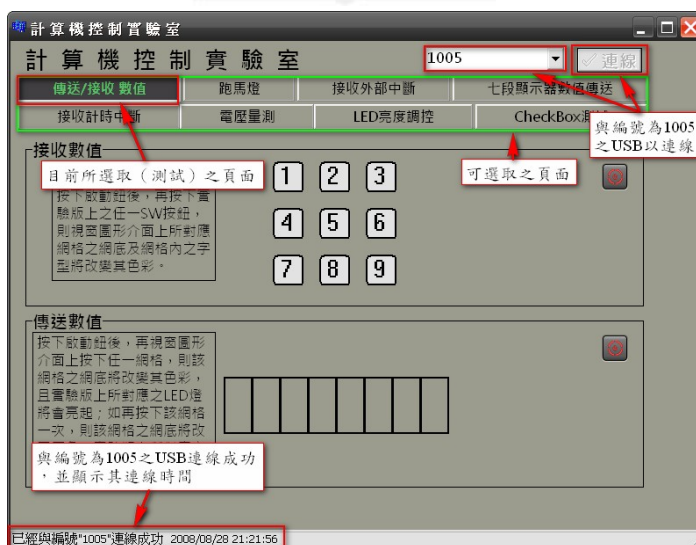 計算機控制實驗室
計算機控制實驗室
1005
連線
傳送/接收 數值
跑馬燈
接收外部中斷
七段顯示器數值傳送
接收計時中斷
電壓量測
LED亮度調控
與編號為1005
之USB以連線
接收數值
目前所選取（測試）之頁面
可選取之頁面
按下啟動鈕後，再按下實
驗版上之任一SW按鈕，
則視窗圖形介面上所對應
網格之網底及網格內之字
型將改變其色彩。
1 2 3
4 5 6
7 8 9
傳送數值
按下啟動鈕後，再視窗圖形
介面上按下任一網格，則該
網格之網底將改變其色彩，
且實驗版上所對應之LED燈
將會亮起；如再按下該網格
一次，則該網格之網底將改
與編號為1005之USB連線成功
，並顯示其連線時間
已經與編號"1005"連線成功 2008/08/28 21:21:56